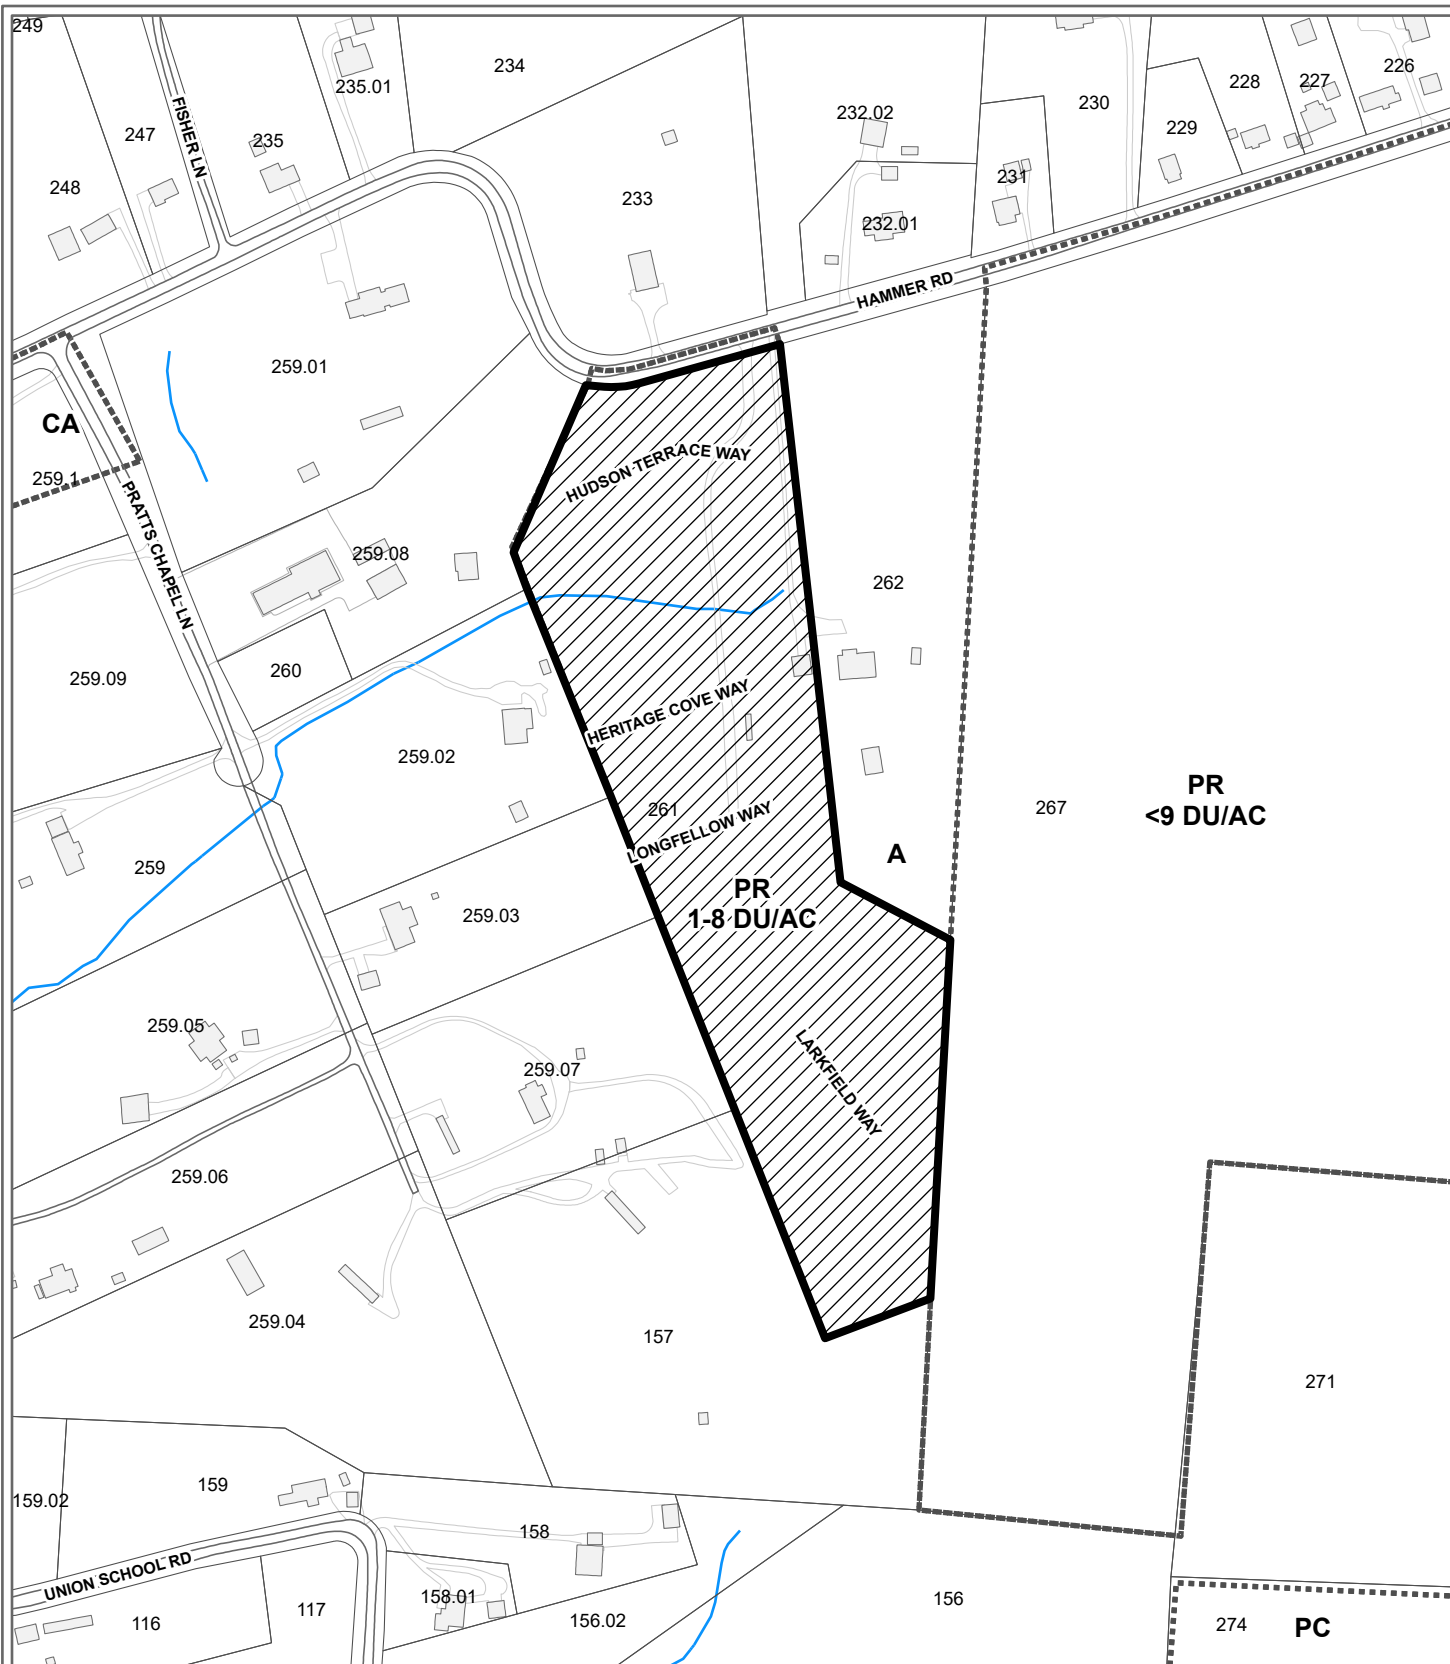 249
234
235.01
226
228
227
232.02
230
229
247
FISHER LN
235
231
248
233
232.01
HAMMER RD
259.01
CA
259.1
HUDSON TERRACE WAY
PRATTS CHAPEL LN
259.08
262
260
259.09
HERITAGE COVE WAY
259.02
PR
<9 DU/AC
267
261
LONGFELLOW WAY
A
259
PR
1-8 DU/AC
259.03
259.05
LARKFIELD WAY
259.07
259.06
259.04
157
271
159
159.02
158
UNION SCHOOL RD
158.01
156
117
116
156.02
274
PC